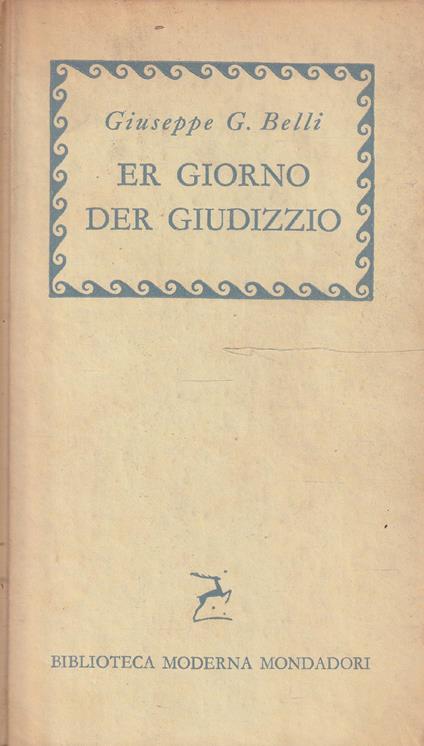 Giuseppe G. Belli
ER GIORNO
DER GIUDIZZIO
BIBLIOTECA MODERNA MONDADORI